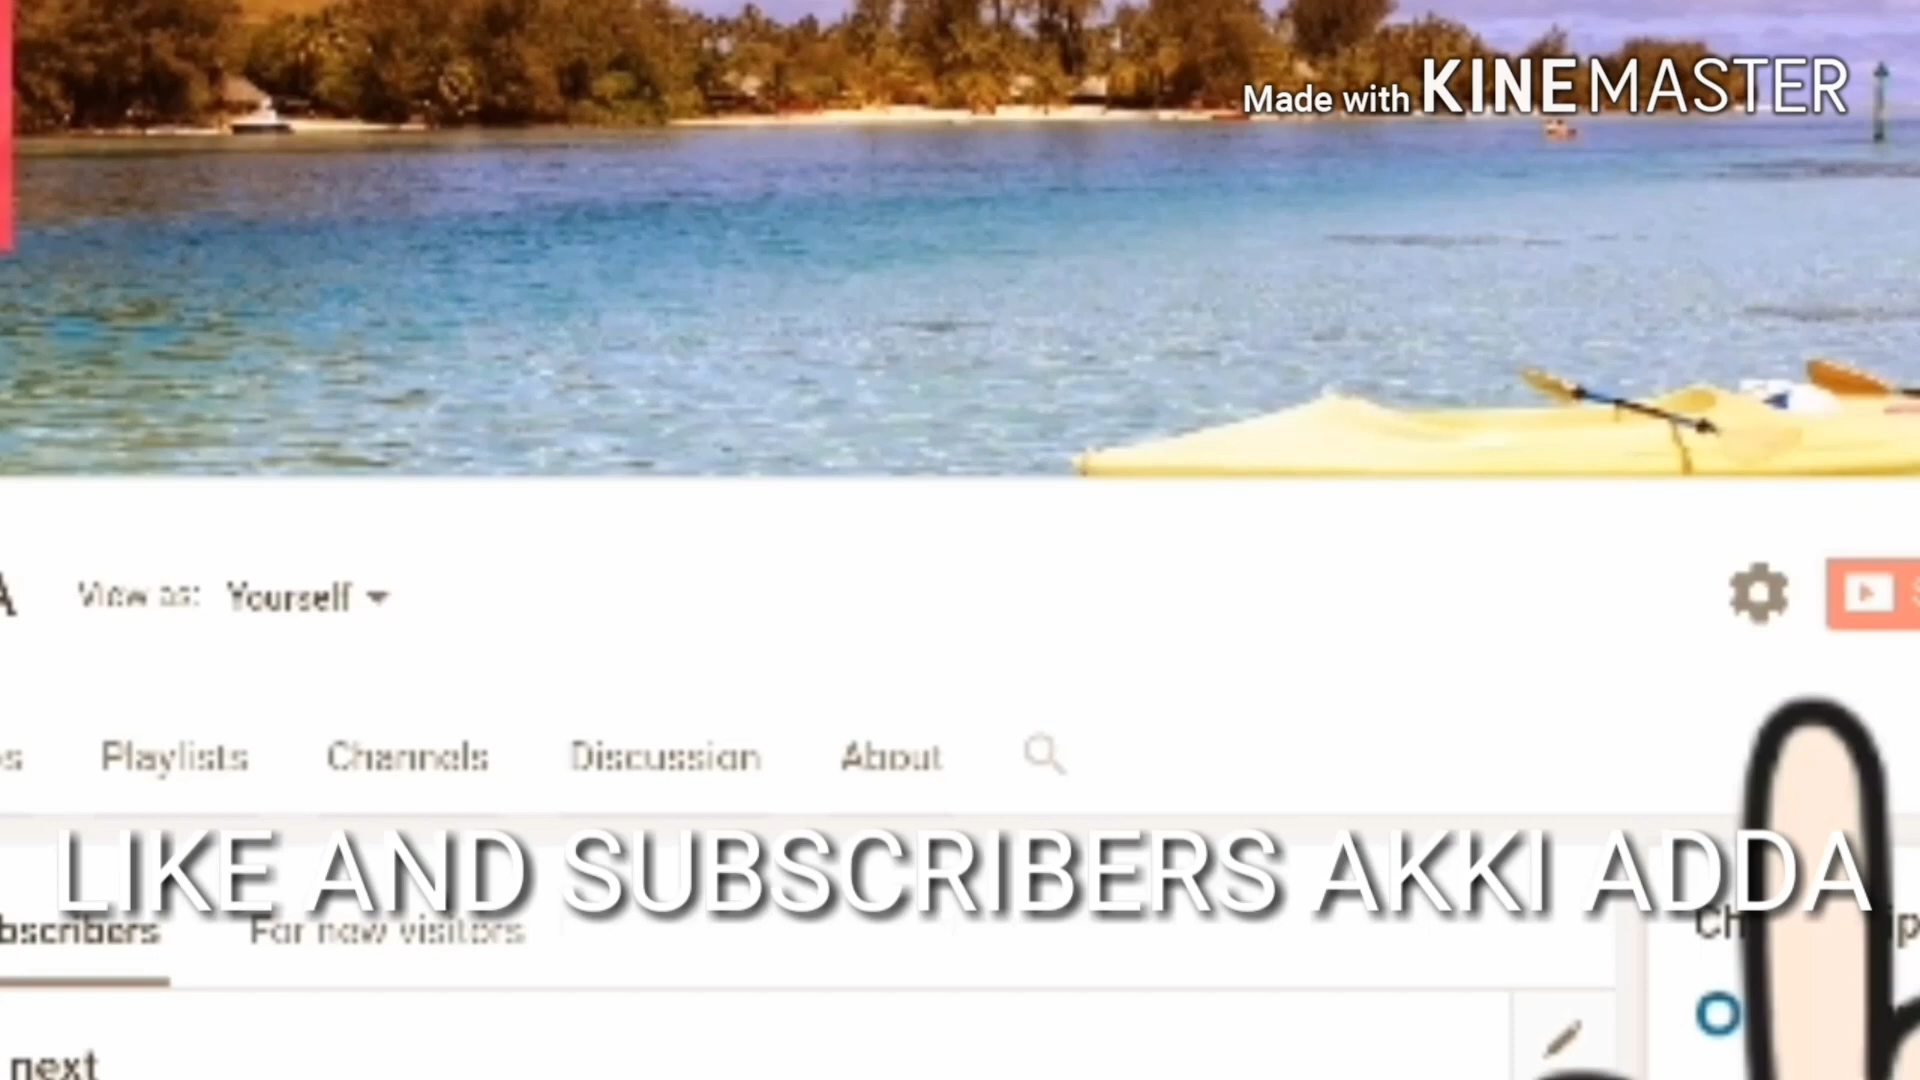 Made with KINEMASTER
View as: Yourself
Playlists Channels Discussion About
LIKE AND SUBSCRIBERS AKKI ADDA
bscribers For new visitors
next